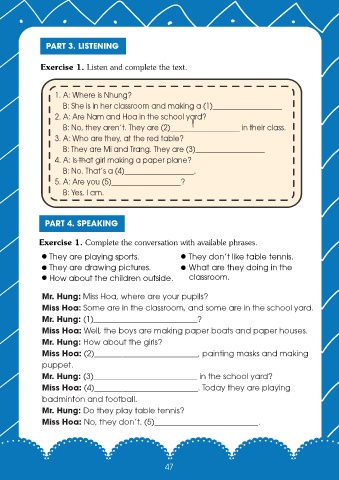 PART 3. LISTENING
Exercise 1. Listen and complete the text.
1. A: Where is Nhung?
B: She is in her classroom and making a (1)__________________
2. A: Are Nam and Hoa in the school yard?
B: No, they aren't. They are (2)__________________ in their class.
3. A: Who are they, at the red table?
B: They are Mi and Trang. They are (3)__________________
4. A: Is that girl making a paper plane?
B: No. That's a (4)__________________.
5. A: Are you (5)__________________?
B: Yes, I am.
PART 4. SPEAKING
Exercise 1. Complete the conversation with available phrases.
● They are playing sports. ● They don't like table tennis.
● They are drawing pictures. ● What are they doing in the
● How about the children outside. classroom.
Mr. Hung: Miss Hoa, where are your pupils?
Miss Hoa: Some are in the classroom, and some are in the school yard.
Mr. Hung: (1)___________________________?
Miss Hoa: Well, the boys are making paper boats and paper houses.
Mr. Hung: How about the girls?
Miss Hoa: (2)___________________________, painting masks and making
puppet.
Mr. Hung: (3)___________________________ in the school yard?
Miss Hoa: (4)___________________________. Today they are playing
badminton and football.
Mr. Hung: Do they play table tennis?
Miss Hoa: No, they don't. (5)___________________________.
47